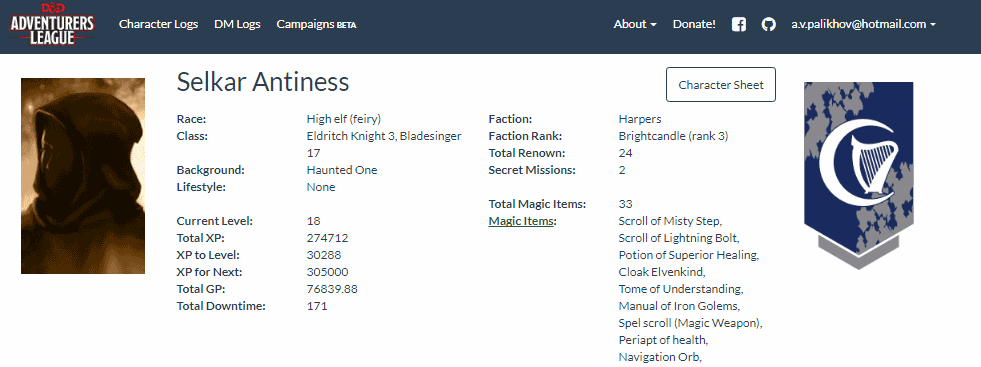 D&D
ADVENTURERS
LEAGUE
Character Logs DM Logs Campaigns BETA About Donate! a.v.palikhov@hotmail.com
Selkar Antiness
Character Sheet
Race: High elf (feiry)
Class: Eldritch Knight 3, Bladesinger
17
Background: Haunted One
Lifestyle: None
Current Level: 18
Total XP: 274712
XP to Level: 30288
XP for Next: 305000
Total GP: 76839.88
Total Downtime: 171
Faction: Harpers
Faction Rank: Brightcandle (rank 3)
Total Renown: 24
Secret Missions: 2
Total Magic Items: 33
Magic Items: Scroll of Misty Step,
Scroll of Lightning Bolt,
Potion of Superior Healing,
Cloak Elvenkind,
Tome of Understanding,
Manual of Iron Golems,
Spel scroll (Magic Weapon),
Periapt of health,
Navigation Orb,